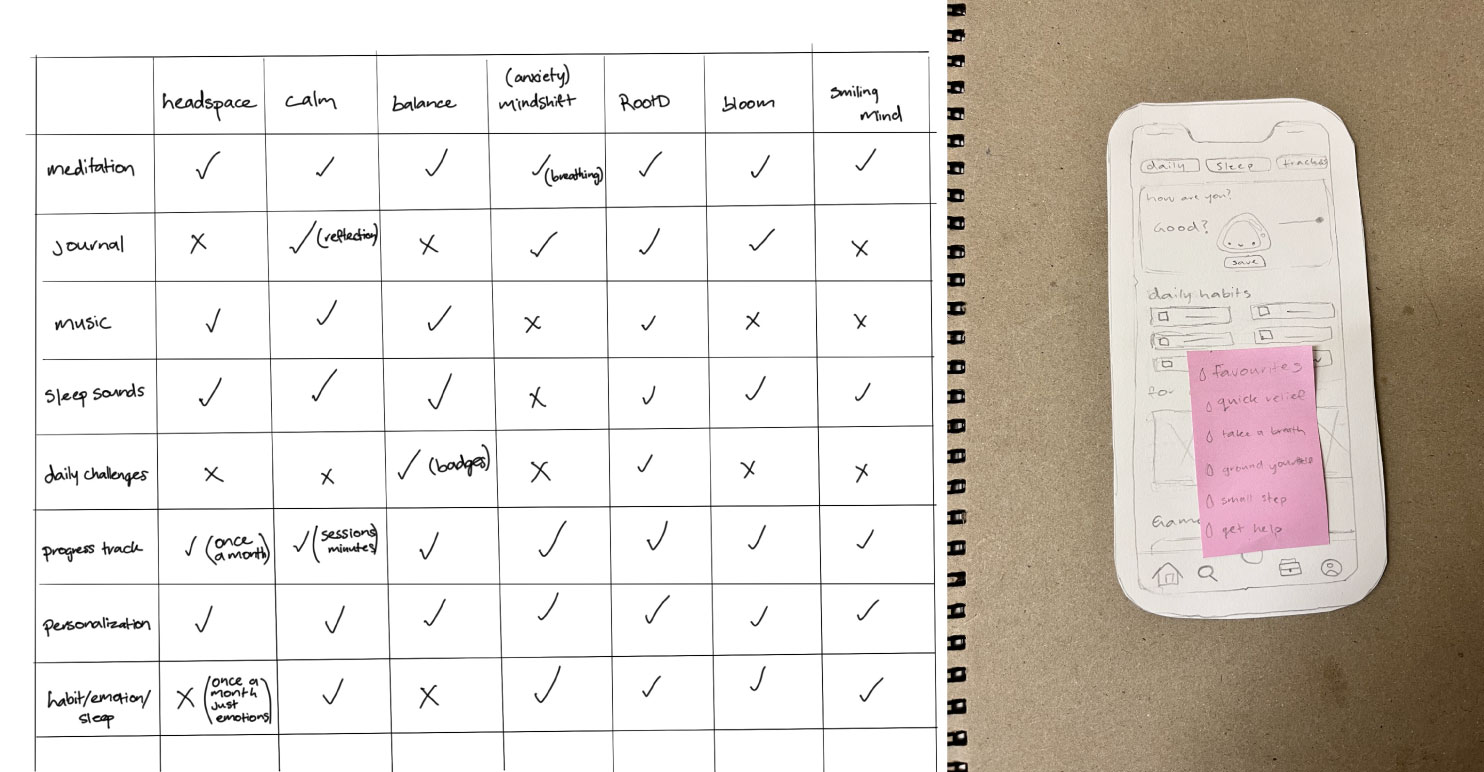 headspace calm balance (anxiety) mindshift RootD bloom smiling mind
meditation ✓ ✓ ✓ ✓ (breathing) ✓ ✓ ✓
journal X ✓ (reflection) X ✓ ✓ ✓ X
music ✓ ✓ ✓ X ✓ X X
sleep sounds ✓ ✓ ✓ X ✓ ✓ ✓
daily challenges X X ✓ (badges) X ✓ X X
progress track ✓ (once a month) ✓ (sessions minutes) ✓ ✓ ✓ ✓ ✓
personalization ✓ ✓ ✓ ✓ ✓ ✓ ✓
habit/emotion/sleep X (once a month just emotions) ✓ X ✓ ✓ ✓ ✓
daily
sleep
how are you?
Good?
save
daily habits
for
favourites
quick relief
take a breath
ground yourself
small step
get help